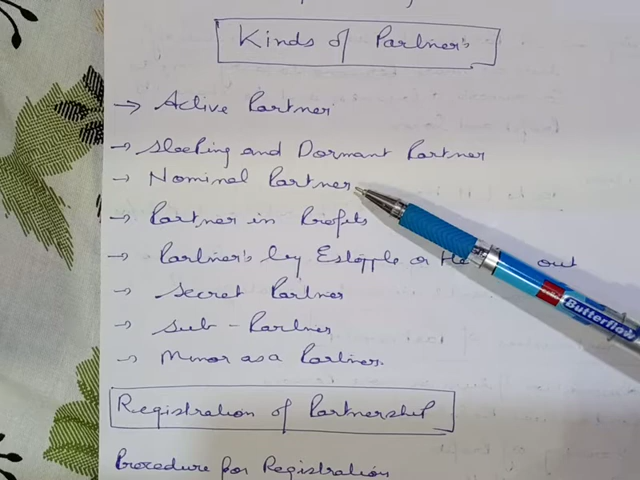 Kinds of Partner's
→ Active Partner
→ Sleeping and Dormant Partner
→ Nominal Partner
→ Partner in Profits
→ Partner's by Estopple or out
→ Secret Partner
→ Sub-Partner
→ Minor as a Partner.
Registration of Partnership
Procedure for Registration
Butterflow